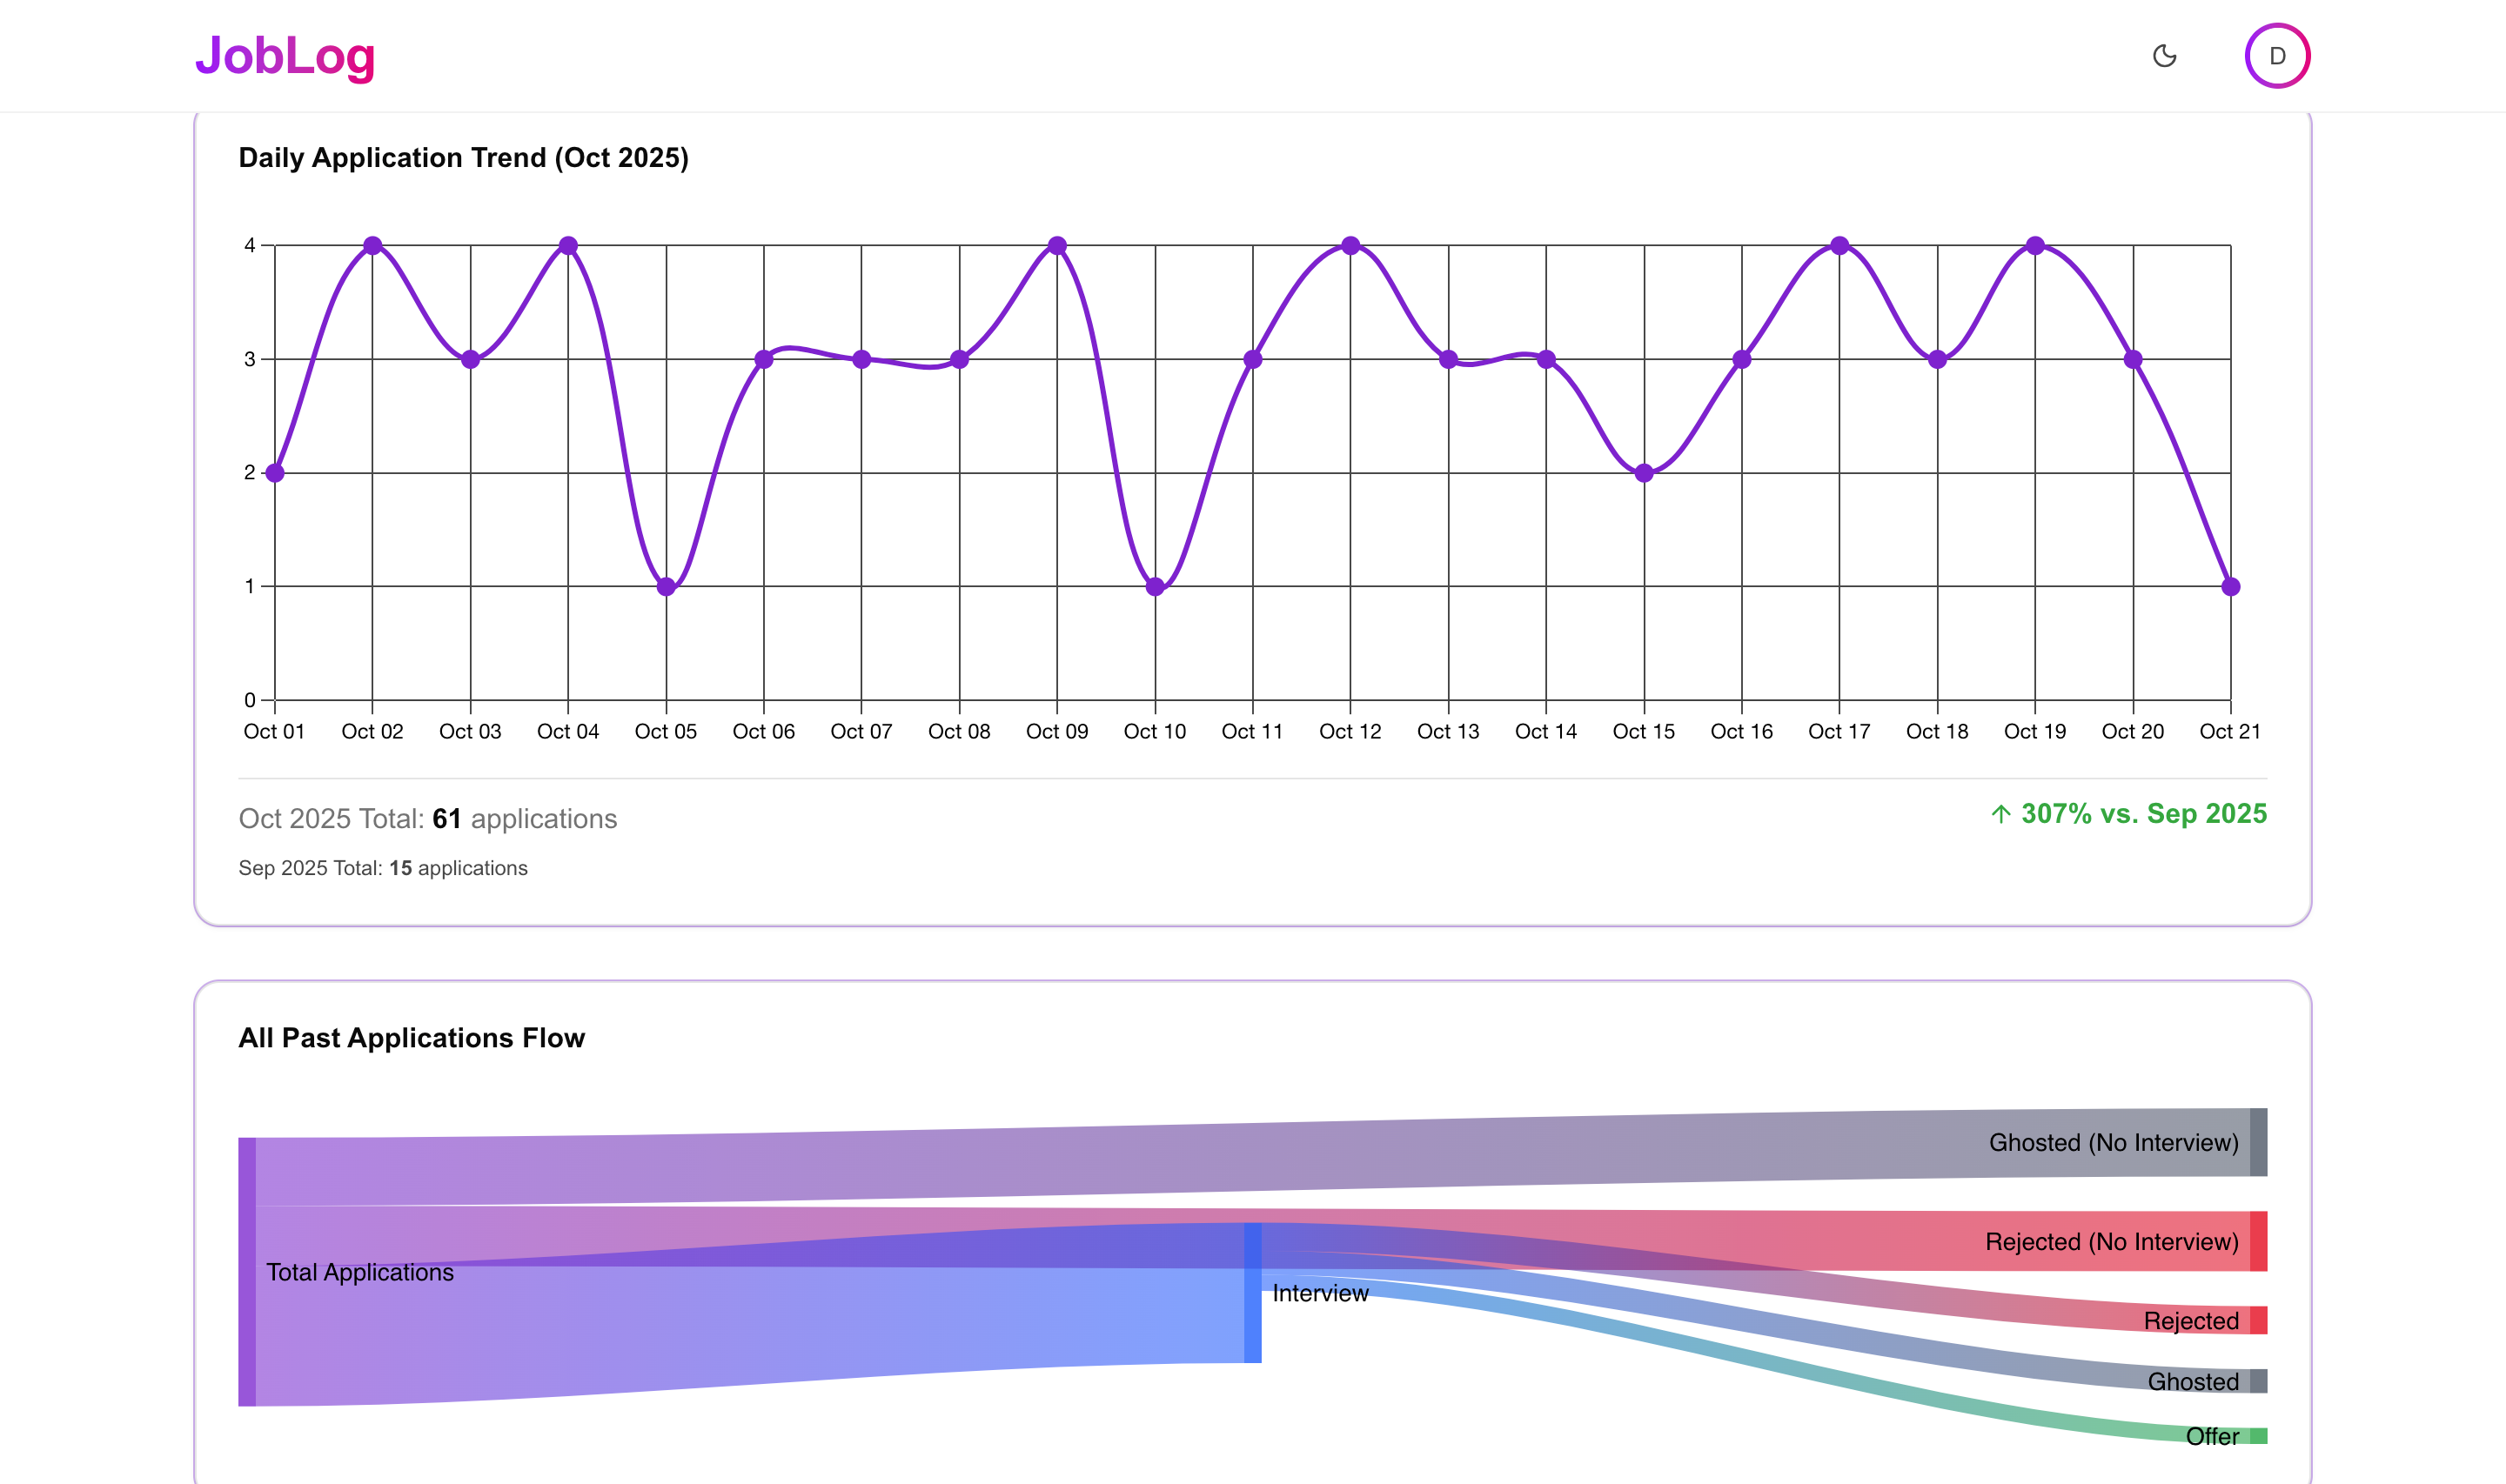 JobLog
D
Daily Application Trend (Oct 2025)
4
3
2
1
0
Oct 01 Oct 02 Oct 03 Oct 04 Oct 05 Oct 06 Oct 07 Oct 08 Oct 09 Oct 10 Oct 11 Oct 12 Oct 13 Oct 14 Oct 15 Oct 16 Oct 17 Oct 18 Oct 19 Oct 20 Oct 21
Oct 2025 Total: 61 applications
↑ 307% vs. Sep 2025
Sep 2025 Total: 15 applications
All Past Applications Flow
Ghosted (No Interview)
Rejected (No Interview)
Total Applications
Interview
Rejected
Ghosted
Offer